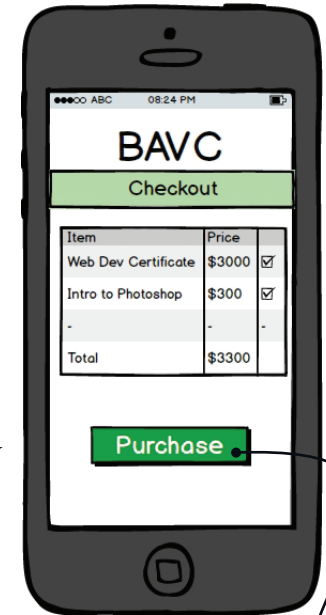 ABC 08:24 PM
BAVC
Checkout
Item Price
Web Dev Certificate $3000
Intro to Photoshop $300
- - -
Total $3300
Purchase